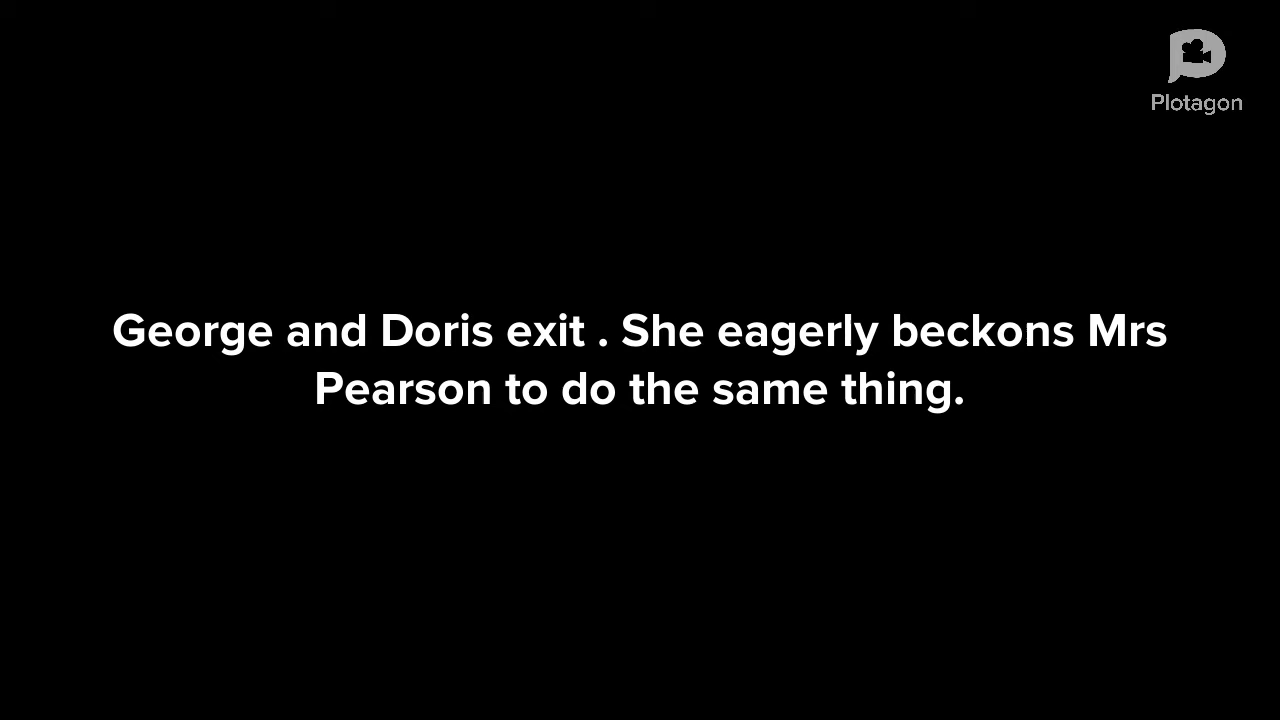 Plotagon
George and Doris exit . She eagerly beckons Mrs
Pearson to do the same thing.